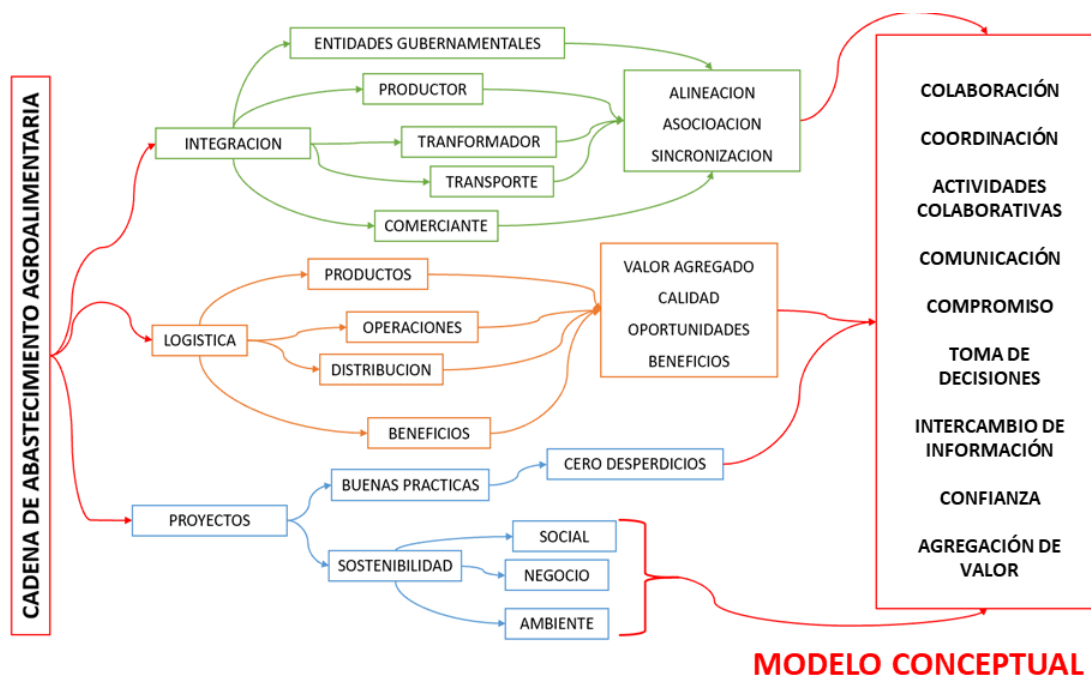 CADENA DE ABASTECIMIENTO AGROALIMENTARIA
INTEGRACION
ENTIDADES GUBERNAMENTALES
PRODUCTOR
TRANFORMADOR
TRANSPORTE
COMERCIANTE
ALINEACION
ASOCIOACION
SINCRONIZACION
LOGISTICA
PRODUCTOS
OPERACIONES
DISTRIBUCION
BENEFICIOS
VALOR AGREGADO
CALIDAD
OPORTUNIDADES
BENEFICIOS
PROYECTOS
BUENAS PRACTICAS
CERO DESPERDICIOS
SOSTENIBILIDAD
SOCIAL
NEGOCIO
AMBIENTE
COLABORACIÓN
COORDINACIÓN
ACTIVIDADES
COLABORATIVAS
COMUNICACIÓN
COMPROMISO
TOMA DE
DECISIONES
INTERCAMBIO DE
INFORMACIÓN
CONFIANZA
AGREGACIÓN DE
VALOR
MODELO CONCEPTUAL